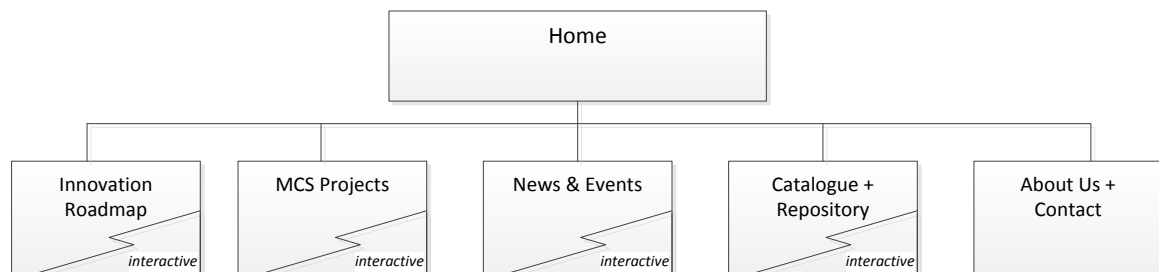 Home
Innovation
Roadmap
interactive
MCS Projects
interactive
News & Events
interactive
Catalogue +
Repository
interactive
About Us +
Contact